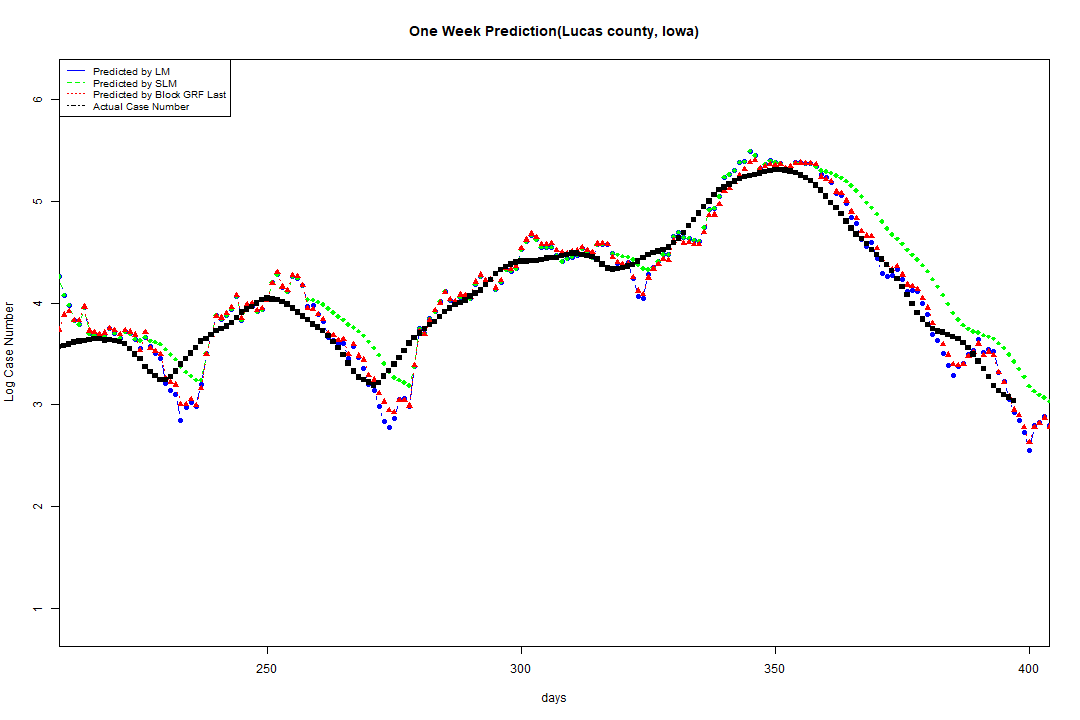 One Week Prediction(Lucas county, Iowa)
Predicted by LM
Predicted by SLM
Predicted by Block GRF Last
Actual Case Number
6
5
4
3
2
1
Log Case Number
250 300 350 400
days